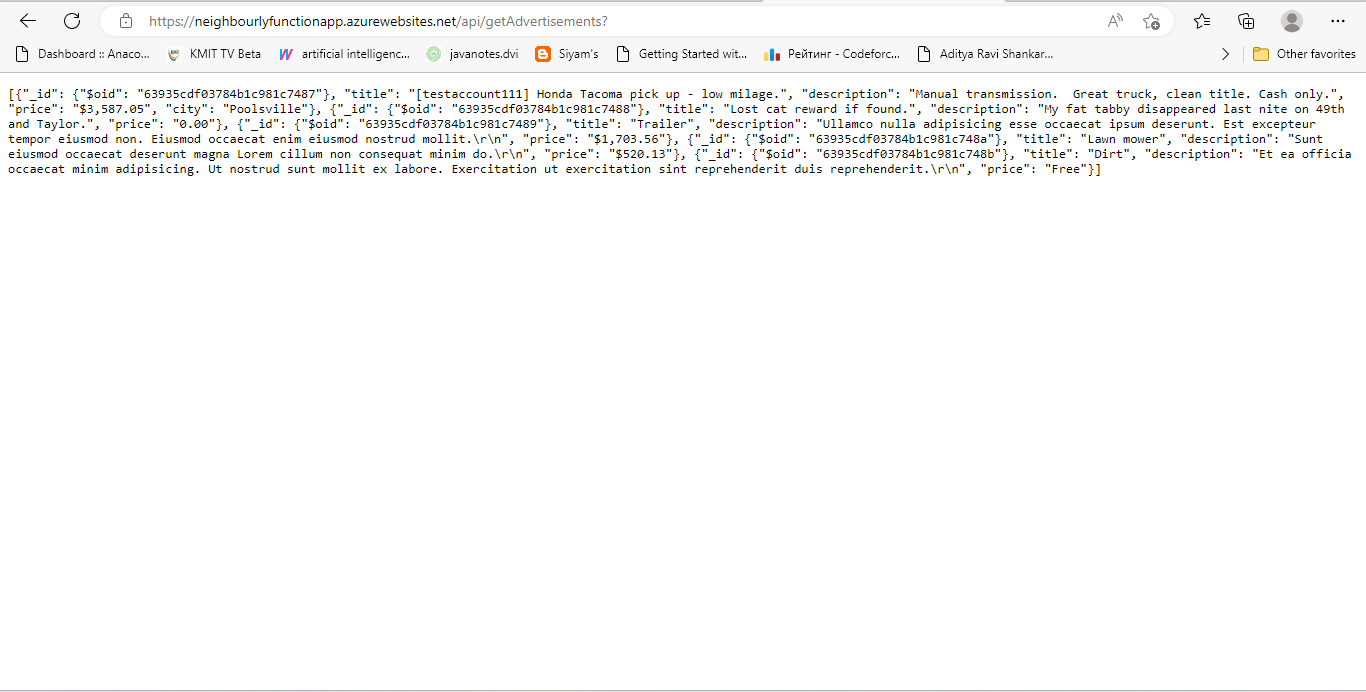 https://neighbourlyfunctionapp.azurewebsites.net/api/getAdvertisements?
Dashboard :: Anaco... KMIT TV Beta artificial intelligenc... javanotes.dvi Siyam's Getting Started wit... Рейтинг - Codeforc... Aditya Ravi Shankar... Other favorites
[{"_id": {"$oid": "63935cdf03784b1c981c7487"}, "title": "[testaccount111] Honda Tacoma pick up - low milage.", "description": "Manual transmission.  Great truck, clean title. Cash only.",
"price": "$3,587.05", "city": "Poolsville"}, {"_id": {"$oid": "63935cdf03784b1c981c7488"}, "title": "Lost cat reward if found.", "description": "My fat tabby disappeared last nite on 49th
and Taylor.", "price": "0.00"}, {"_id": {"$oid": "63935cdf03784b1c981c7489"}, "title": "Trailer", "description": "Ullamco nulla adipisicing esse occaecat ipsum deserunt. Est excepteur
tempor eiusmod non. Eiusmod occaecat enim eiusmod nostrud mollit.\r\n", "price": "$1,703.56"}, {"_id": {"$oid": "63935cdf03784b1c981c748a"}, "title": "Lawn mower", "description": "Sunt
eiusmod occaecat deserunt magna Lorem cillum non consequat minim do.\r\n", "price": "$520.13"}, {"_id": {"$oid": "63935cdf03784b1c981c748b"}, "title": "Dirt", "description": "Et ea officia
occaecat minim adipisicing. Ut nostrud sunt mollit ex labore. Exercitation ut exercitation sint reprehenderit duis reprehenderit.\r\n", "price": "Free"}]